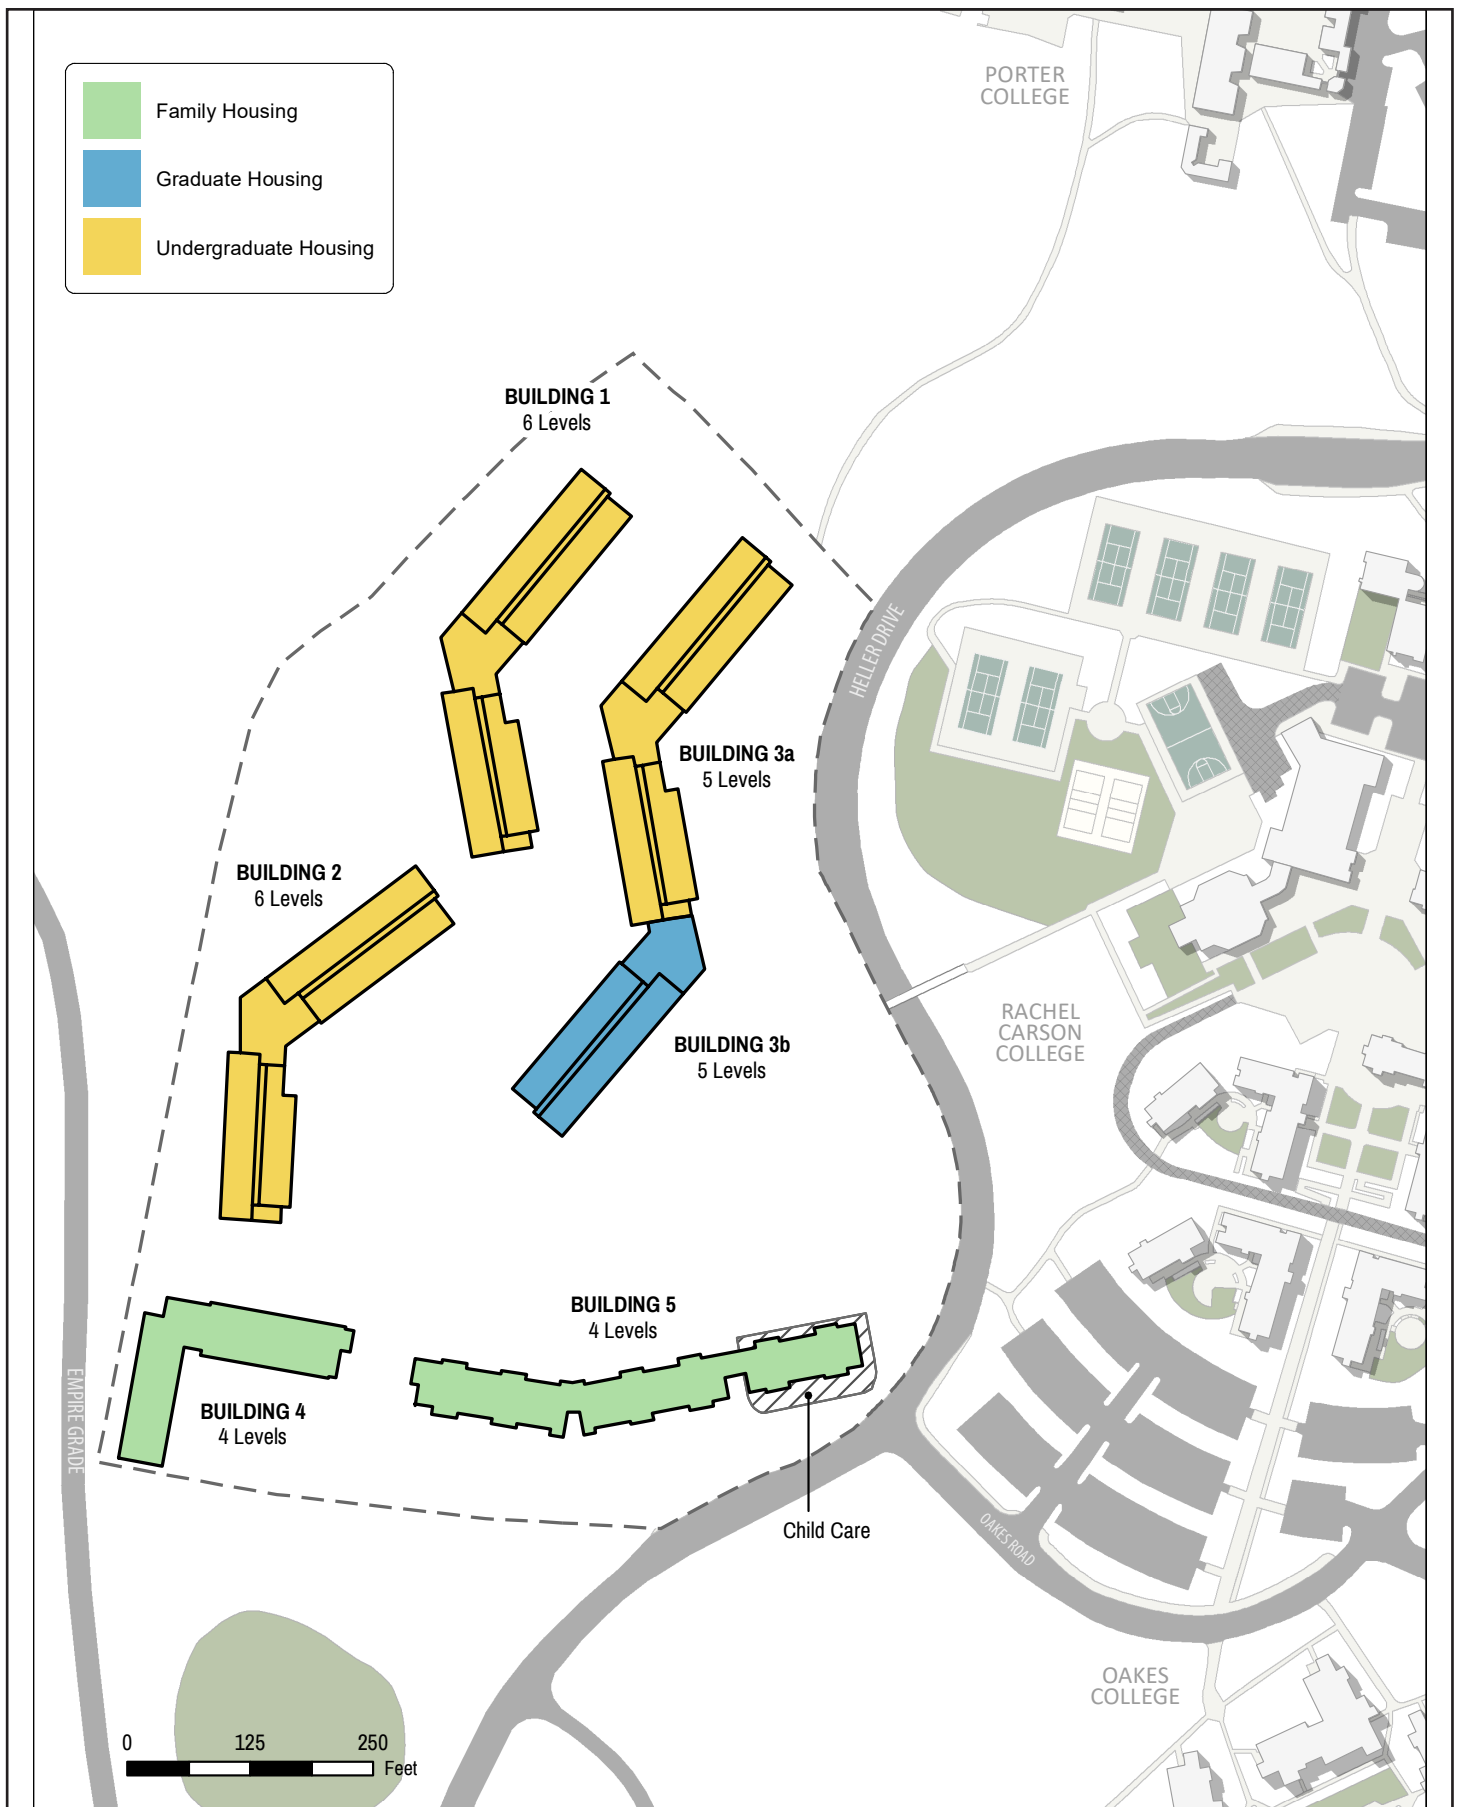 Family Housing
Graduate Housing
Undergraduate Housing
PORTER
COLLEGE
BUILDING 1
6 Levels
HELLER DRIVE
BUILDING 3a
5 Levels
BUILDING 2
6 Levels
RACHEL
CARSON
COLLEGE
BUILDING 3b
5 Levels
BUILDING 5
4 Levels
EMPIRE GRADE
BUILDING 4
4 Levels
Child Care
OAKES ROAD
OAKES
COLLEGE
0 125 250
Feet